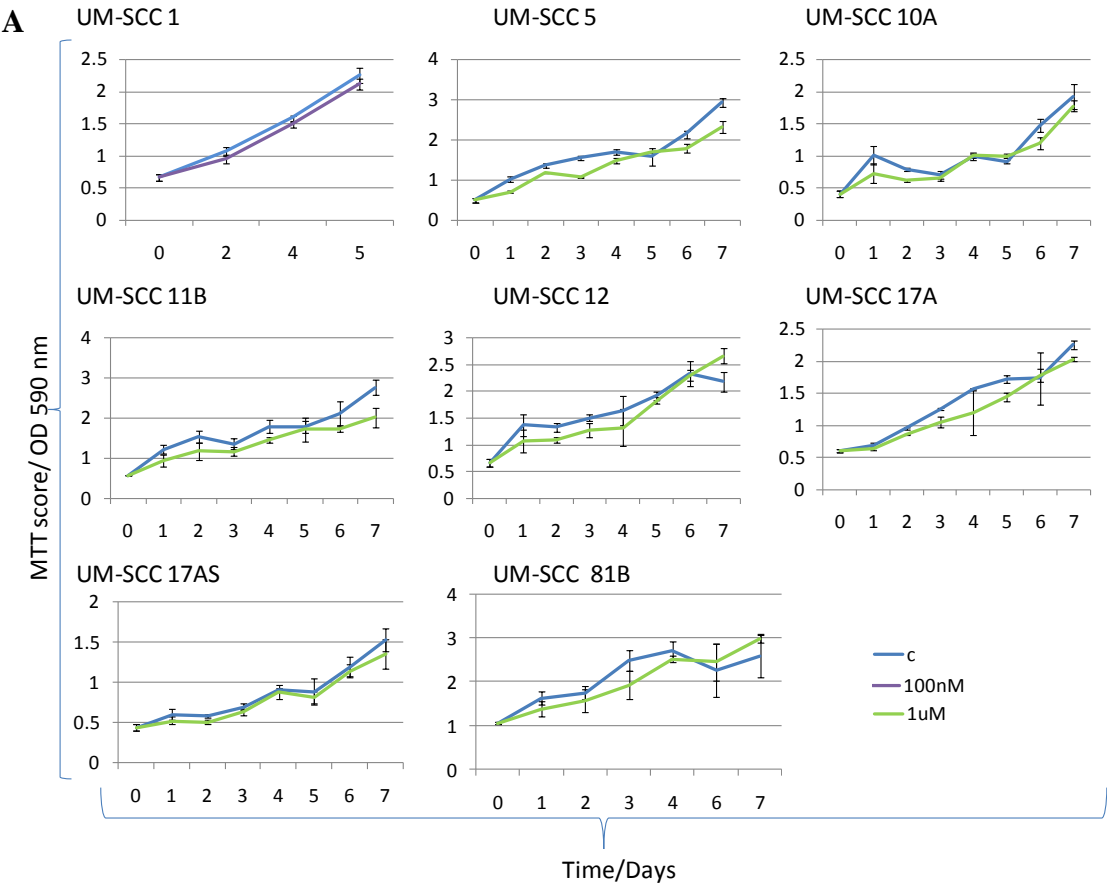 A
UM-SCC 1
UM-SCC 5
UM-SCC 10A
2.5
2
1.5
1
0.5
0
0 2 4 5
4
3
2
1
0
0 1 2 3 4 5 6 7
2.5
2
1.5
1
0.5
0
0 1 2 3 4 5 6 7
UM-SCC 11B
UM-SCC 12
UM-SCC 17A
4
3
2
1
0
0 1 2 3 4 5 6 7
3
2.5
2
1.5
1
0.5
0
0 1 2 3 4 5 6 7
2.5
2
1.5
1
0.5
0
0 1 2 3 4 5 6 7
MTT score/ OD 590 nm
UM-SCC 17AS
UM-SCC 81B
2
1.5
1
0.5
0
0 1 2 3 4 5 6 7
4
3
2
1
0
0 1 2 3 4 6 7
c
100nM
1uM
Time/Days